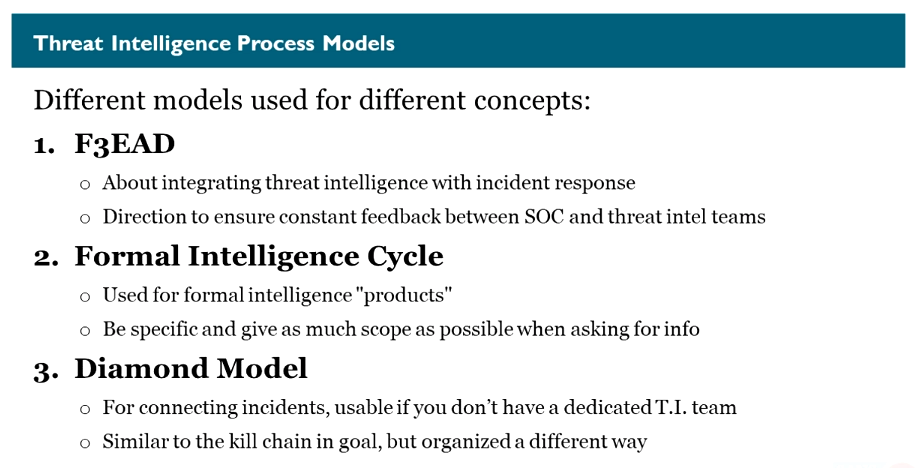 Threat Intelligence Process Models
Different models used for different concepts:
1. F3EAD
o About integrating threat intelligence with incident response
o Direction to ensure constant feedback between SOC and threat intel teams
2. Formal Intelligence Cycle
o Used for formal intelligence "products"
o Be specific and give as much scope as possible when asking for info
3. Diamond Model
o For connecting incidents, usable if you don’t have a dedicated T.I. team
o Similar to the kill chain in goal, but organized a different way